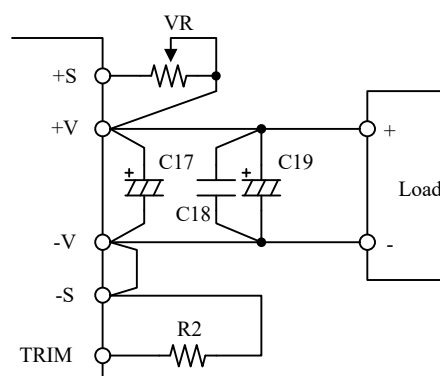 VR
+S
+V
+
C17
+
+
C19
C18
Load
-V
-
-S
R2
TRIM